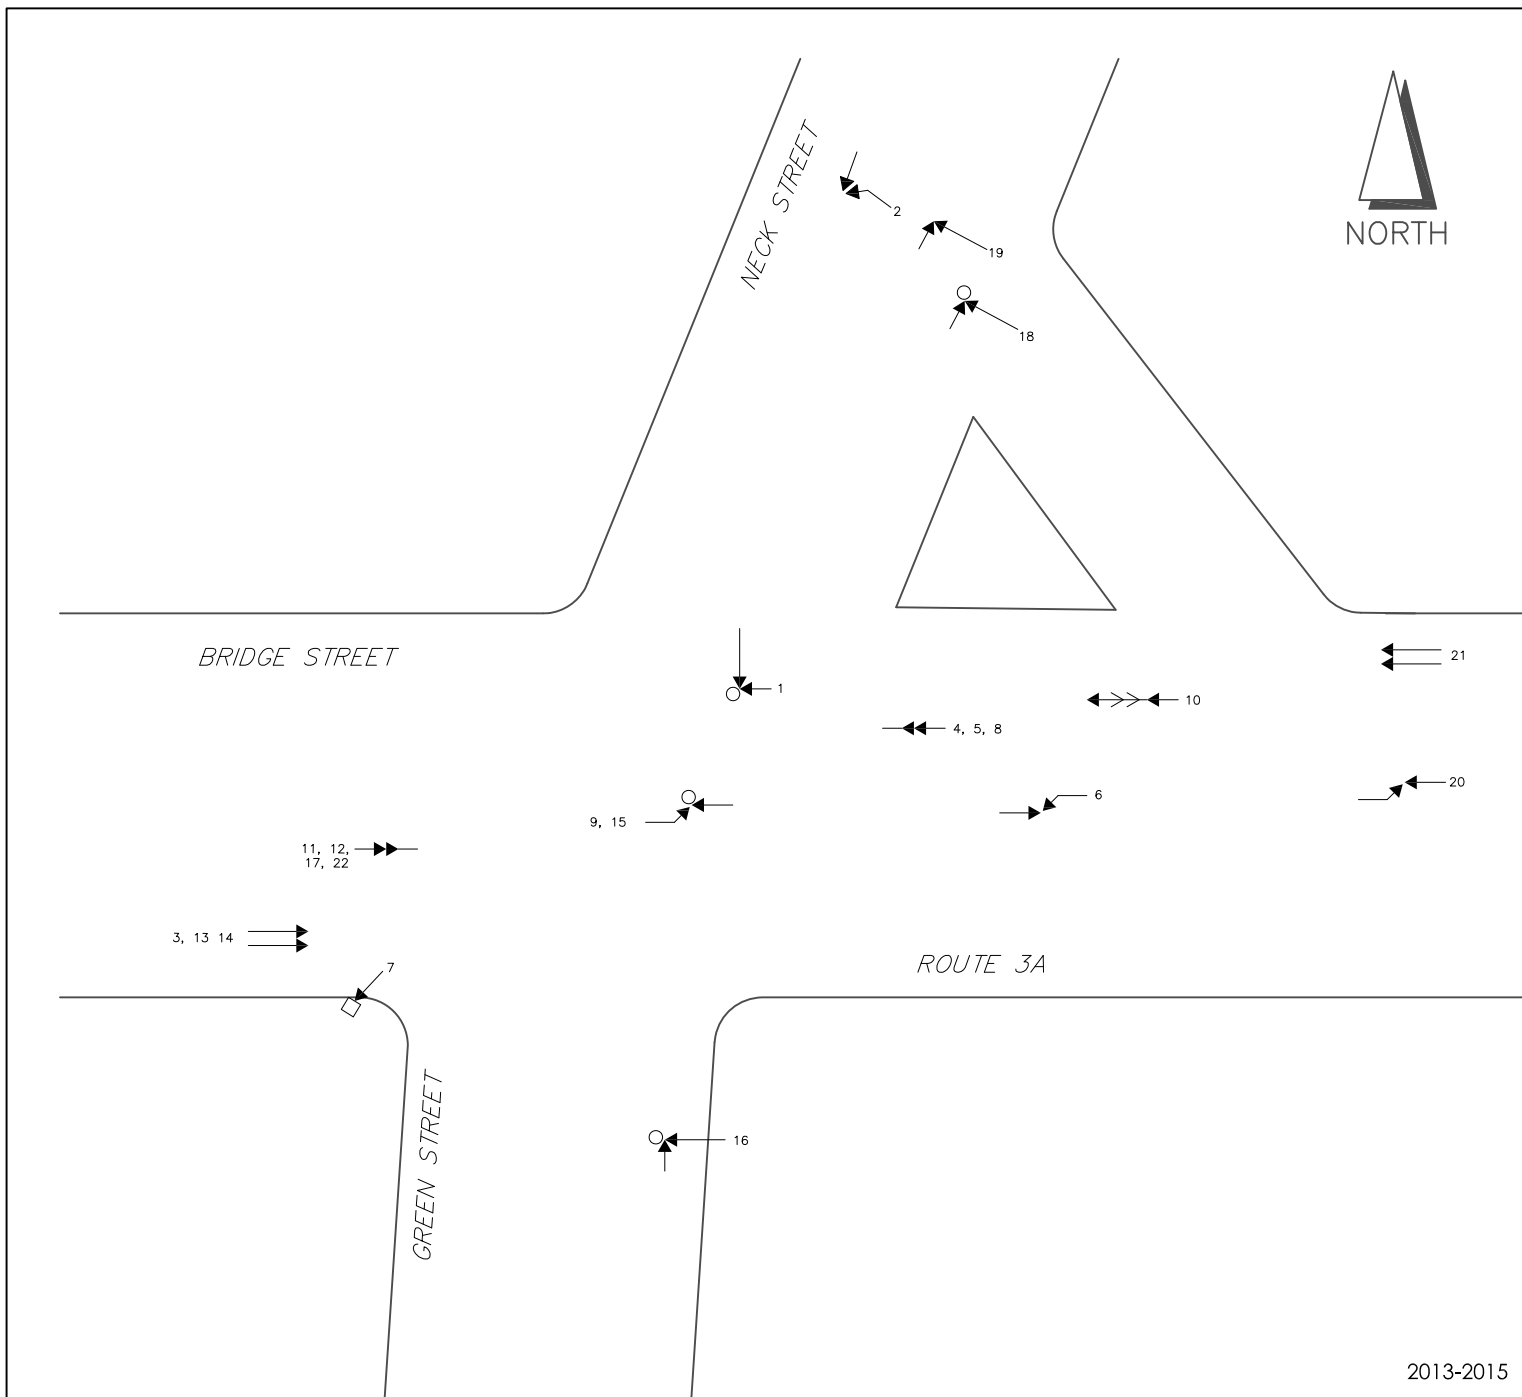 NECK STREET
2
19
18
NORTH
BRIDGE STREET
1
21
10
4, 5, 8
20
6
9, 15
11, 12,
17, 22
3, 13 14
ROUTE 3A
7
GREEN STREET
16
2013-2015